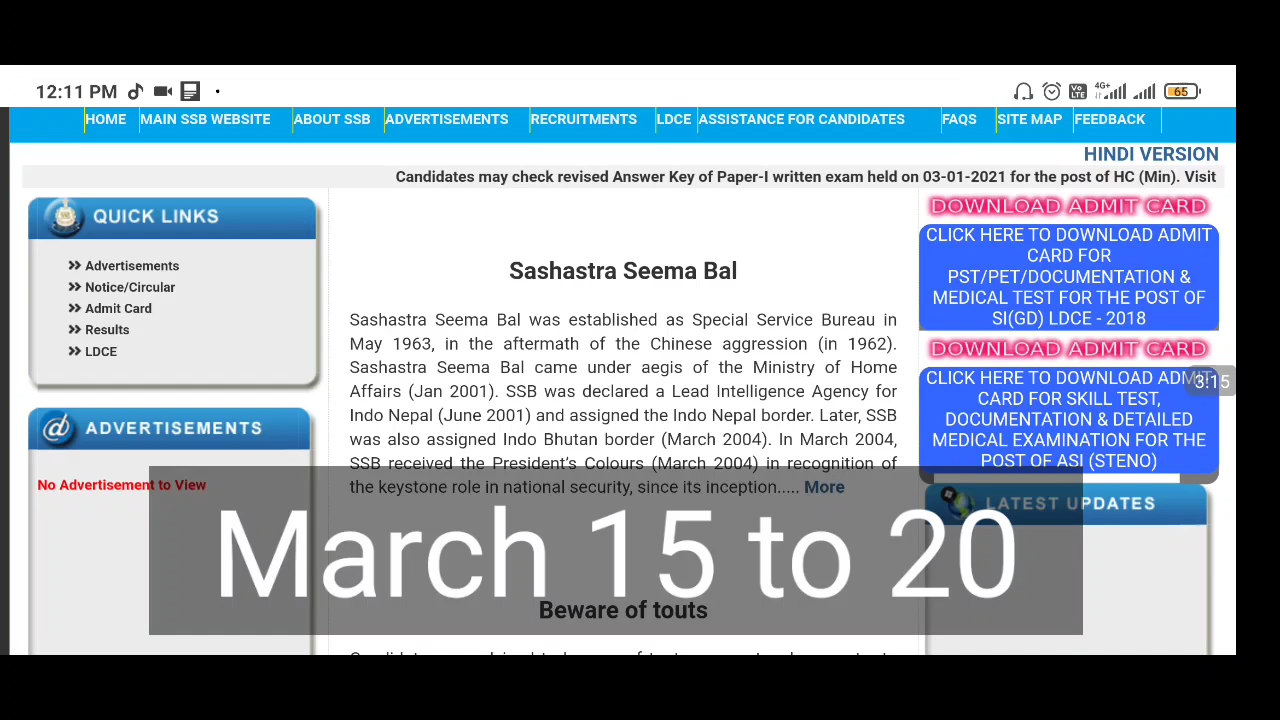 12:11 PM
4G+
Vo
LTE
65
HOME MAIN SSB WEBSITE ABOUT SSB ADVERTISEMENTS RECRUITMENTS LDCE ASSISTANCE FOR CANDIDATES FAQS SITE MAP FEEDBACK
HINDI VERSION
Candidates may check revised Answer Key of Paper-I written exam held on 03-01-2021 for the post of HC (Min). Visit
QUICK LINKS
Advertisements
Notice/Circular
Admit Card
Results
LDCE
ADVERTISEMENTS
No Advertisement to View
Sashastra Seema Bal
Sashastra Seema Bal was established as Special Service Bureau in
May 1963, in the aftermath of the Chinese aggression (in 1962).
Sashastra Seema Bal came under aegis of the Ministry of Home
Affairs (Jan 2001). SSB was declared a Lead Intelligence Agency for
Indo Nepal (June 2001) and assigned the Indo Nepal border. Later, SSB
was also assigned Indo Bhutan border (March 2004). In March 2004,
SSB received the President's Colours (March 2004) in recognition of
the keystone role in national security, since its inception..... More
March 15 to 20
Beware of touts
DOWNLOAD ADMIT CARD
CLICK HERE TO DOWNLOAD ADMIT
CARD FOR
PST/PET/DOCUMENTATION &
MEDICAL TEST FOR THE POST OF
SI(GD) LDCE - 2018
DOWNLOAD ADMIT CARD
CLICK HERE TO DOWNLOAD ADMIT
3:15
CARD FOR SKILL TEST,
DOCUMENTATION & DETAILED
MEDICAL EXAMINATION FOR THE
POST OF ASI (STENO)
LATEST UPDATES